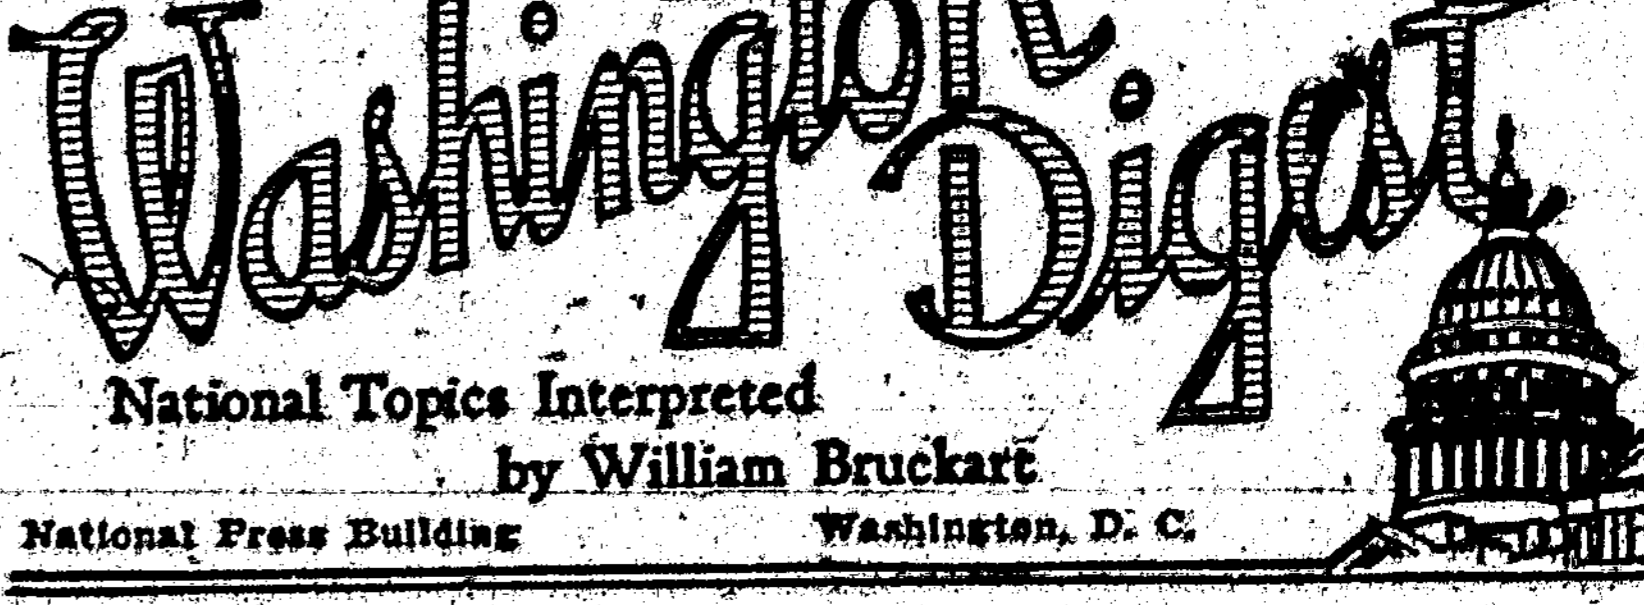 Washington
Digest
National Topics Interpreted
by William Bruckart
National Press Building Washington, D. C.